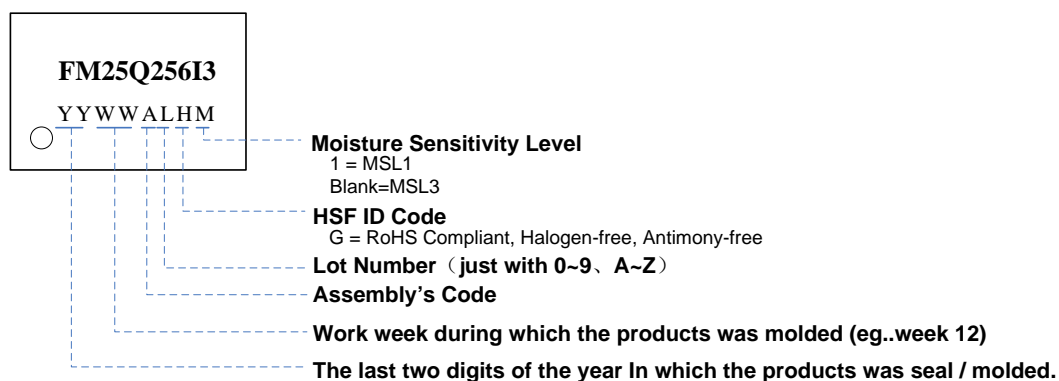 FM25Q256I3
YYWWALHM
Moisture Sensitivity Level
1 = MSL1
Blank=MSL3
HSF ID Code
G = RoHS Compliant, Halogen-free, Antimony-free
Lot Number（just with 0~9、A~Z）
Assembly's Code
Work week during which the products was molded (eg..week 12)
The last two digits of the year In which the products was seal / molded.